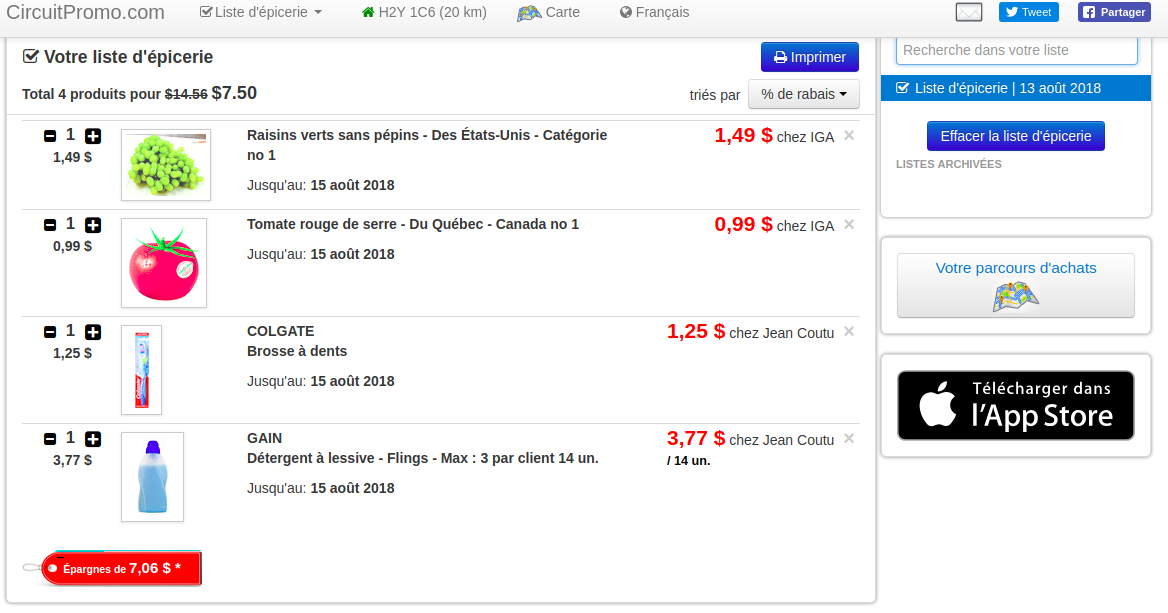 CircuitPromo.com
Liste d'épicerie
H2Y 1C6 (20 km)
Carte
Français
Tweet
Partager
Votre liste d'épicerie
Imprimer
Total 4 produits pour $14.56 $7.50
triés par
% de rabais
1
1,49 $
Raisins verts sans pépins - Des États-Unis - Catégorie
no 1
Jusqu'au: 15 août 2018
1,49 $ chez IGA
1
0,99 $
Tomate rouge de serre - Du Québec - Canada no 1
Jusqu'au: 15 août 2018
0,99 $ chez IGA
1
1,25 $
COLGATE
Brosse à dents
Jusqu'au: 15 août 2018
1,25 $ chez Jean Coutu
1
3,77 $
GAIN
Détergent à lessive - Flings - Max : 3 par client 14 un.
Jusqu'au: 15 août 2018
3,77 $ chez Jean Coutu
/ 14 un.
Épargnes de 7,06 $ *
Recherche dans votre liste
Liste d'épicerie | 13 août 2018
Effacer la liste d'épicerie
LISTES ARCHIVÉES
Votre parcours d'achats
Télécharger dans
l'App Store